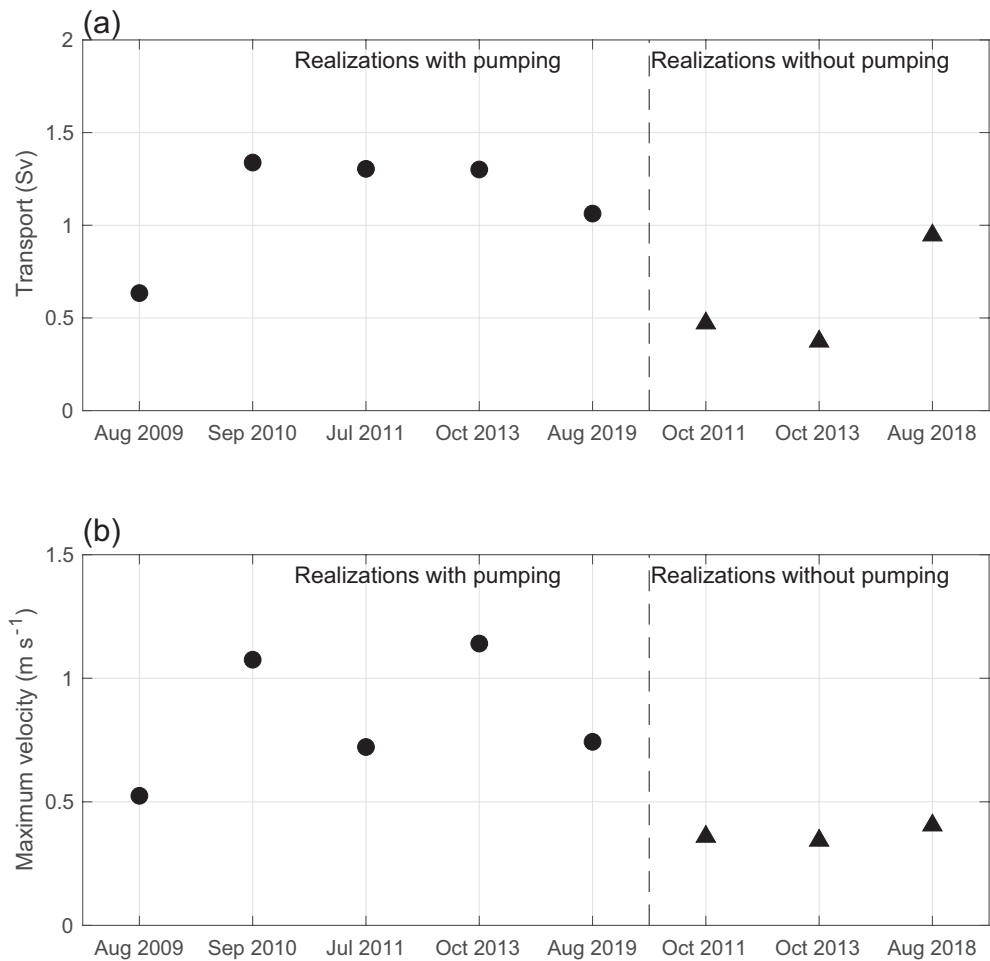 (a)
Realizations with pumping
Realizations without pumping
Transport (Sv)
2
1.5
1
0.5
0
Aug 2009 Sep 2010 Jul 2011 Oct 2013 Aug 2019 Oct 2011 Oct 2013 Aug 2018
(b)
Realizations with pumping
Realizations without pumping
Maximum velocity (m s⁻¹)
1.5
1
0.5
0
Aug 2009 Sep 2010 Jul 2011 Oct 2013 Aug 2019 Oct 2011 Oct 2013 Aug 2018